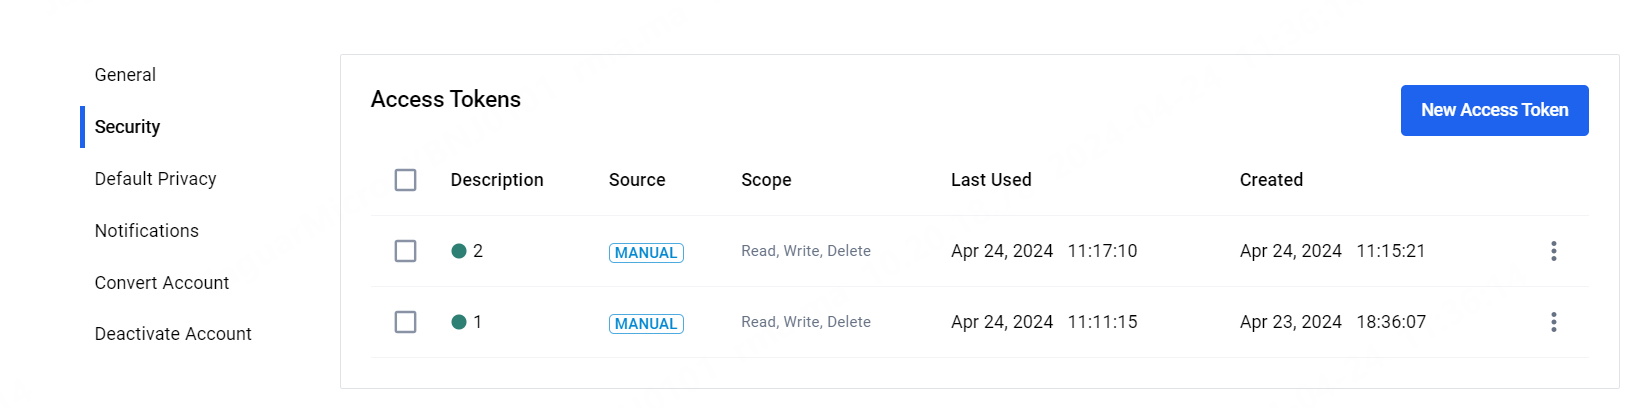 General
Security
Default Privacy
Notifications
Convert Account
Deactivate Account
Access Tokens
New Access Token
Description Source Scope Last Used Created
2 MANUAL Read, Write, Delete Apr 24, 2024 11:17:10 Apr 24, 2024 11:15:21
1 MANUAL Read, Write, Delete Apr 24, 2024 11:11:15 Apr 23, 2024 18:36:07